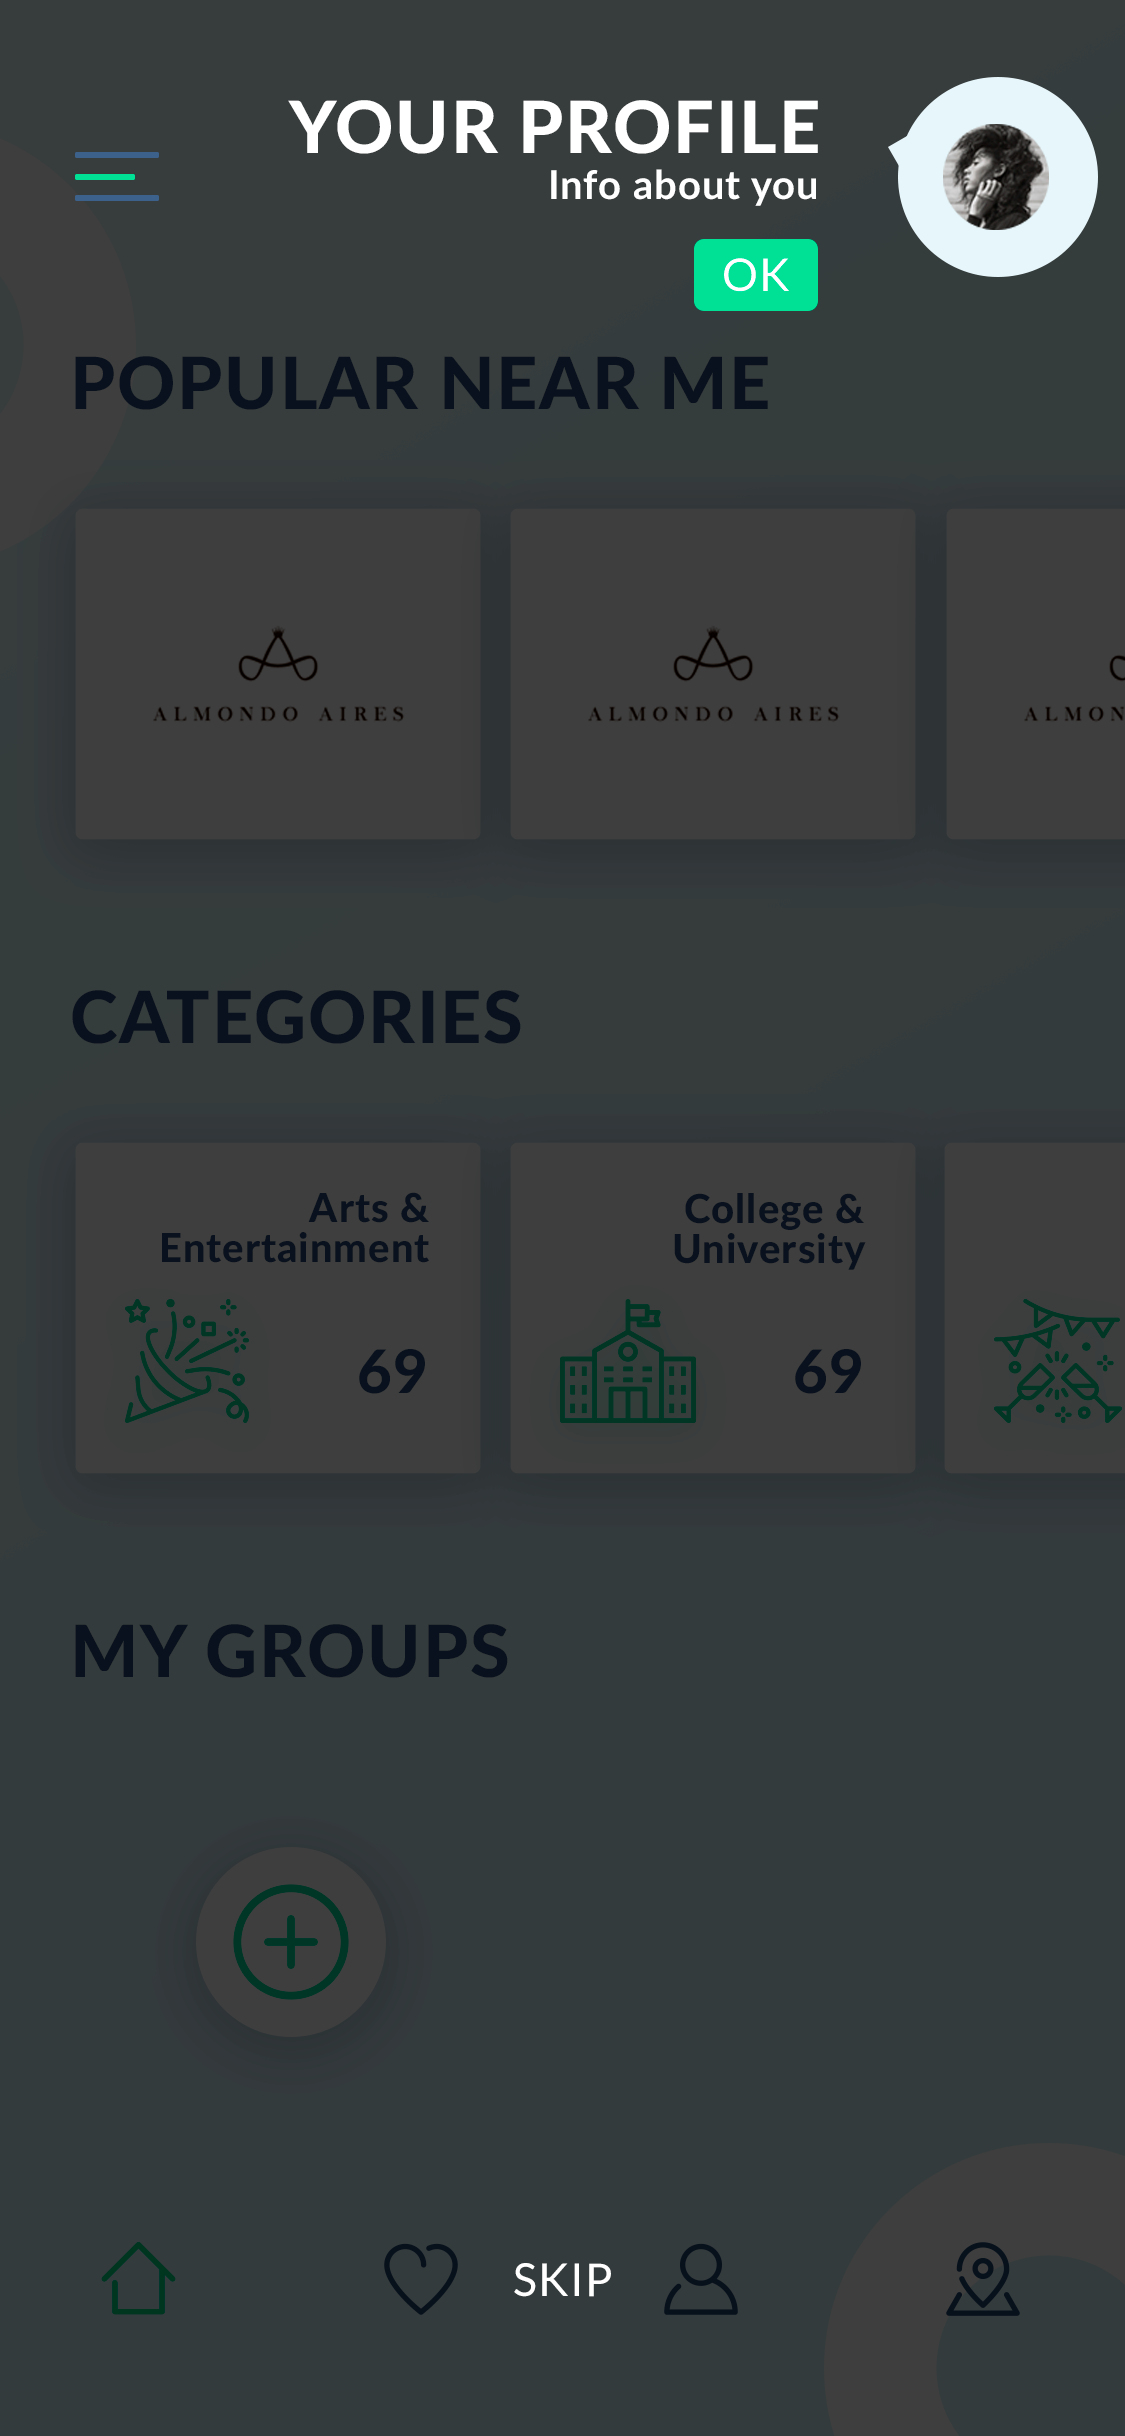 YOUR PROFILE
Info about you
OK
POPULAR NEAR ME
ALMONDO AIRES
ALMONDO AIRES
ALMON
CATEGORIES
Arts &
Entertainment
69
College &
University
69
MY GROUPS
SKIP